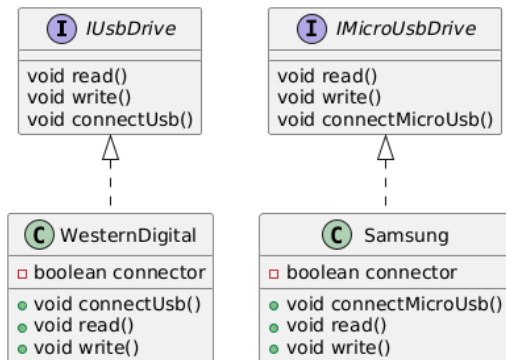 I IUsbDrive
void read()
void write()
void connectUsb()
I IMicroUsbDrive
void read()
void write()
void connectMicroUsb()
C WesternDigital
boolean connector
void connectUsb()
void read()
void write()
C Samsung
boolean connector
void connectMicroUsb()
void read()
void write()